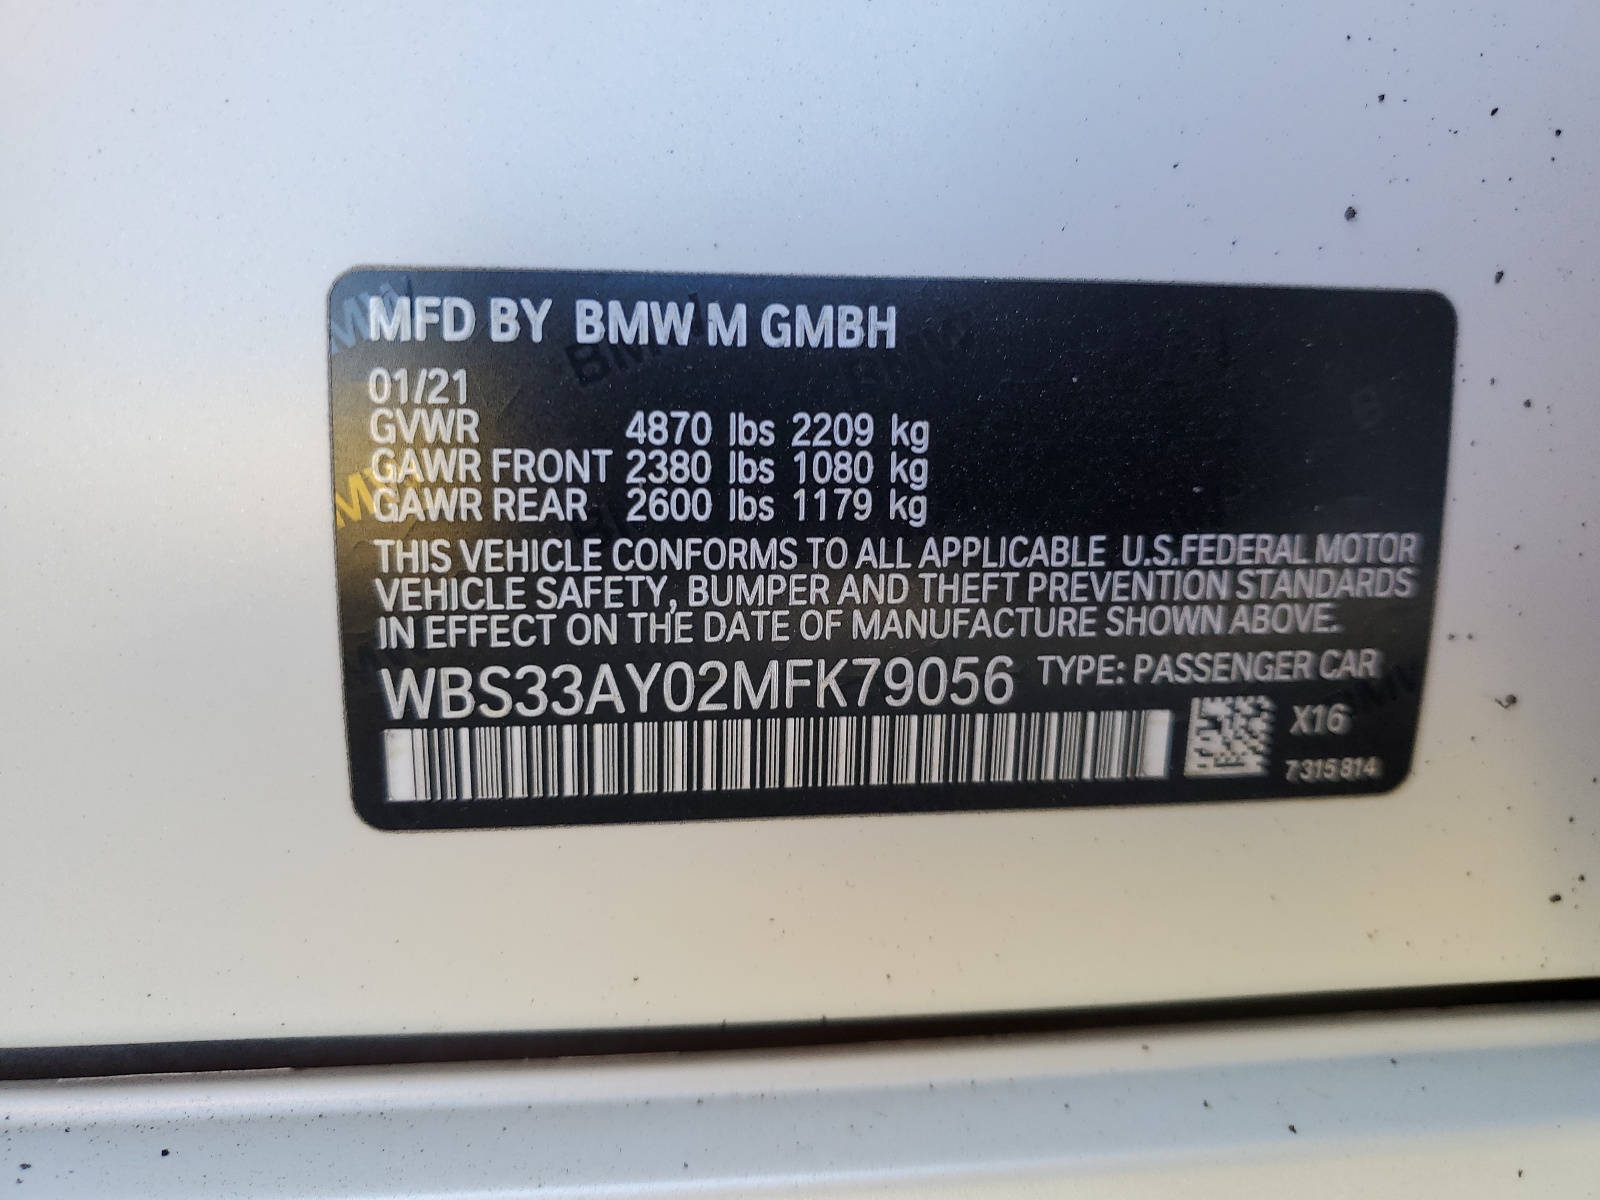 MFD BY BMW M GMBH
01/21
GVWR 4870 lbs 2209 kg
GAWR FRONT 2380 lbs 1080 kg
GAWR REAR 2600 lbs 1179 kg
THIS VEHICLE CONFORMS TO ALL APPLICABLE U.S.FEDERAL MOTOR
VEHICLE SAFETY, BUMPER AND THEFT PREVENTION STANDARDS
IN EFFECT ON THE DATE OF MANUFACTURE SHOWN ABOVE.
WBS33AY02MFK79056 TYPE: PASSENGER CAR
X16
7315814